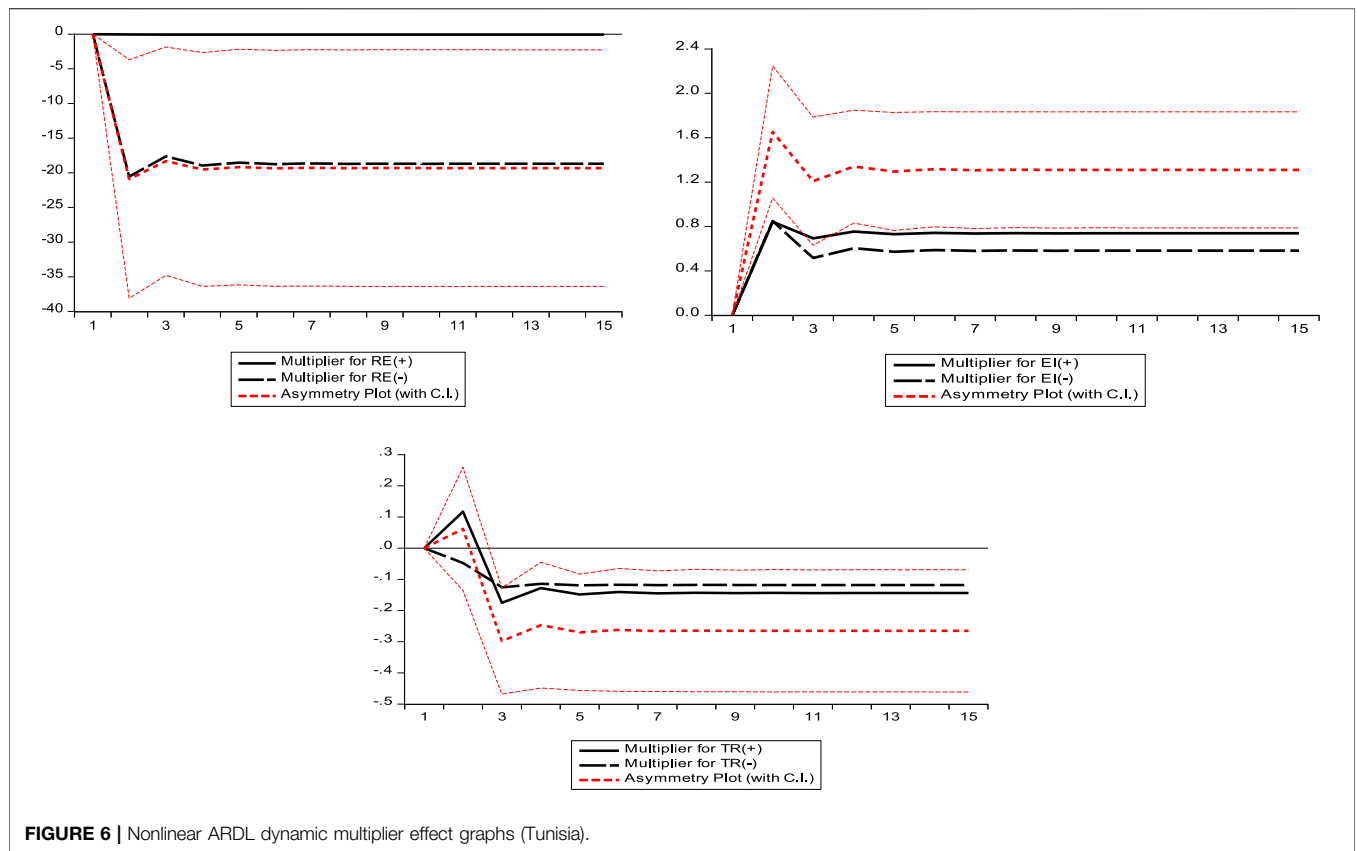 0
-5
-10
-15
-20
-25
-30
-35
-40
1 3 5 7 9 11 13 15
Multiplier for RE(+)
Multiplier for RE(-)
Asymmetry Plot (with C.I.)
2.4
2.0
1.6
1.2
0.8
0.4
0.0
1 3 5 7 9 11 13 15
Multiplier for EI(+)
Multiplier for EI(-)
Asymmetry Plot (with C.I.)
.3
.2
.1
.0
-.1
-.2
-.3
-.4
-.5
1 3 5 7 9 11 13 15
Multiplier for TR(+)
Multiplier for TR(-)
Asymmetry Plot (with C.I.)
FIGURE 6 | Nonlinear ARDL dynamic multiplier effect graphs (Tunisia).